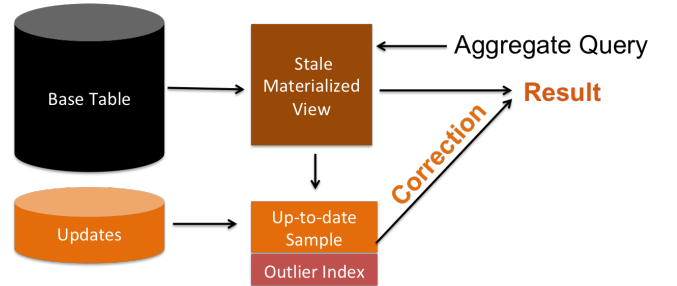 Base Table
Stale
Materialized
View
Aggregate Query
Result
Correction
Updates
Up-to-date
Sample
Outlier Index